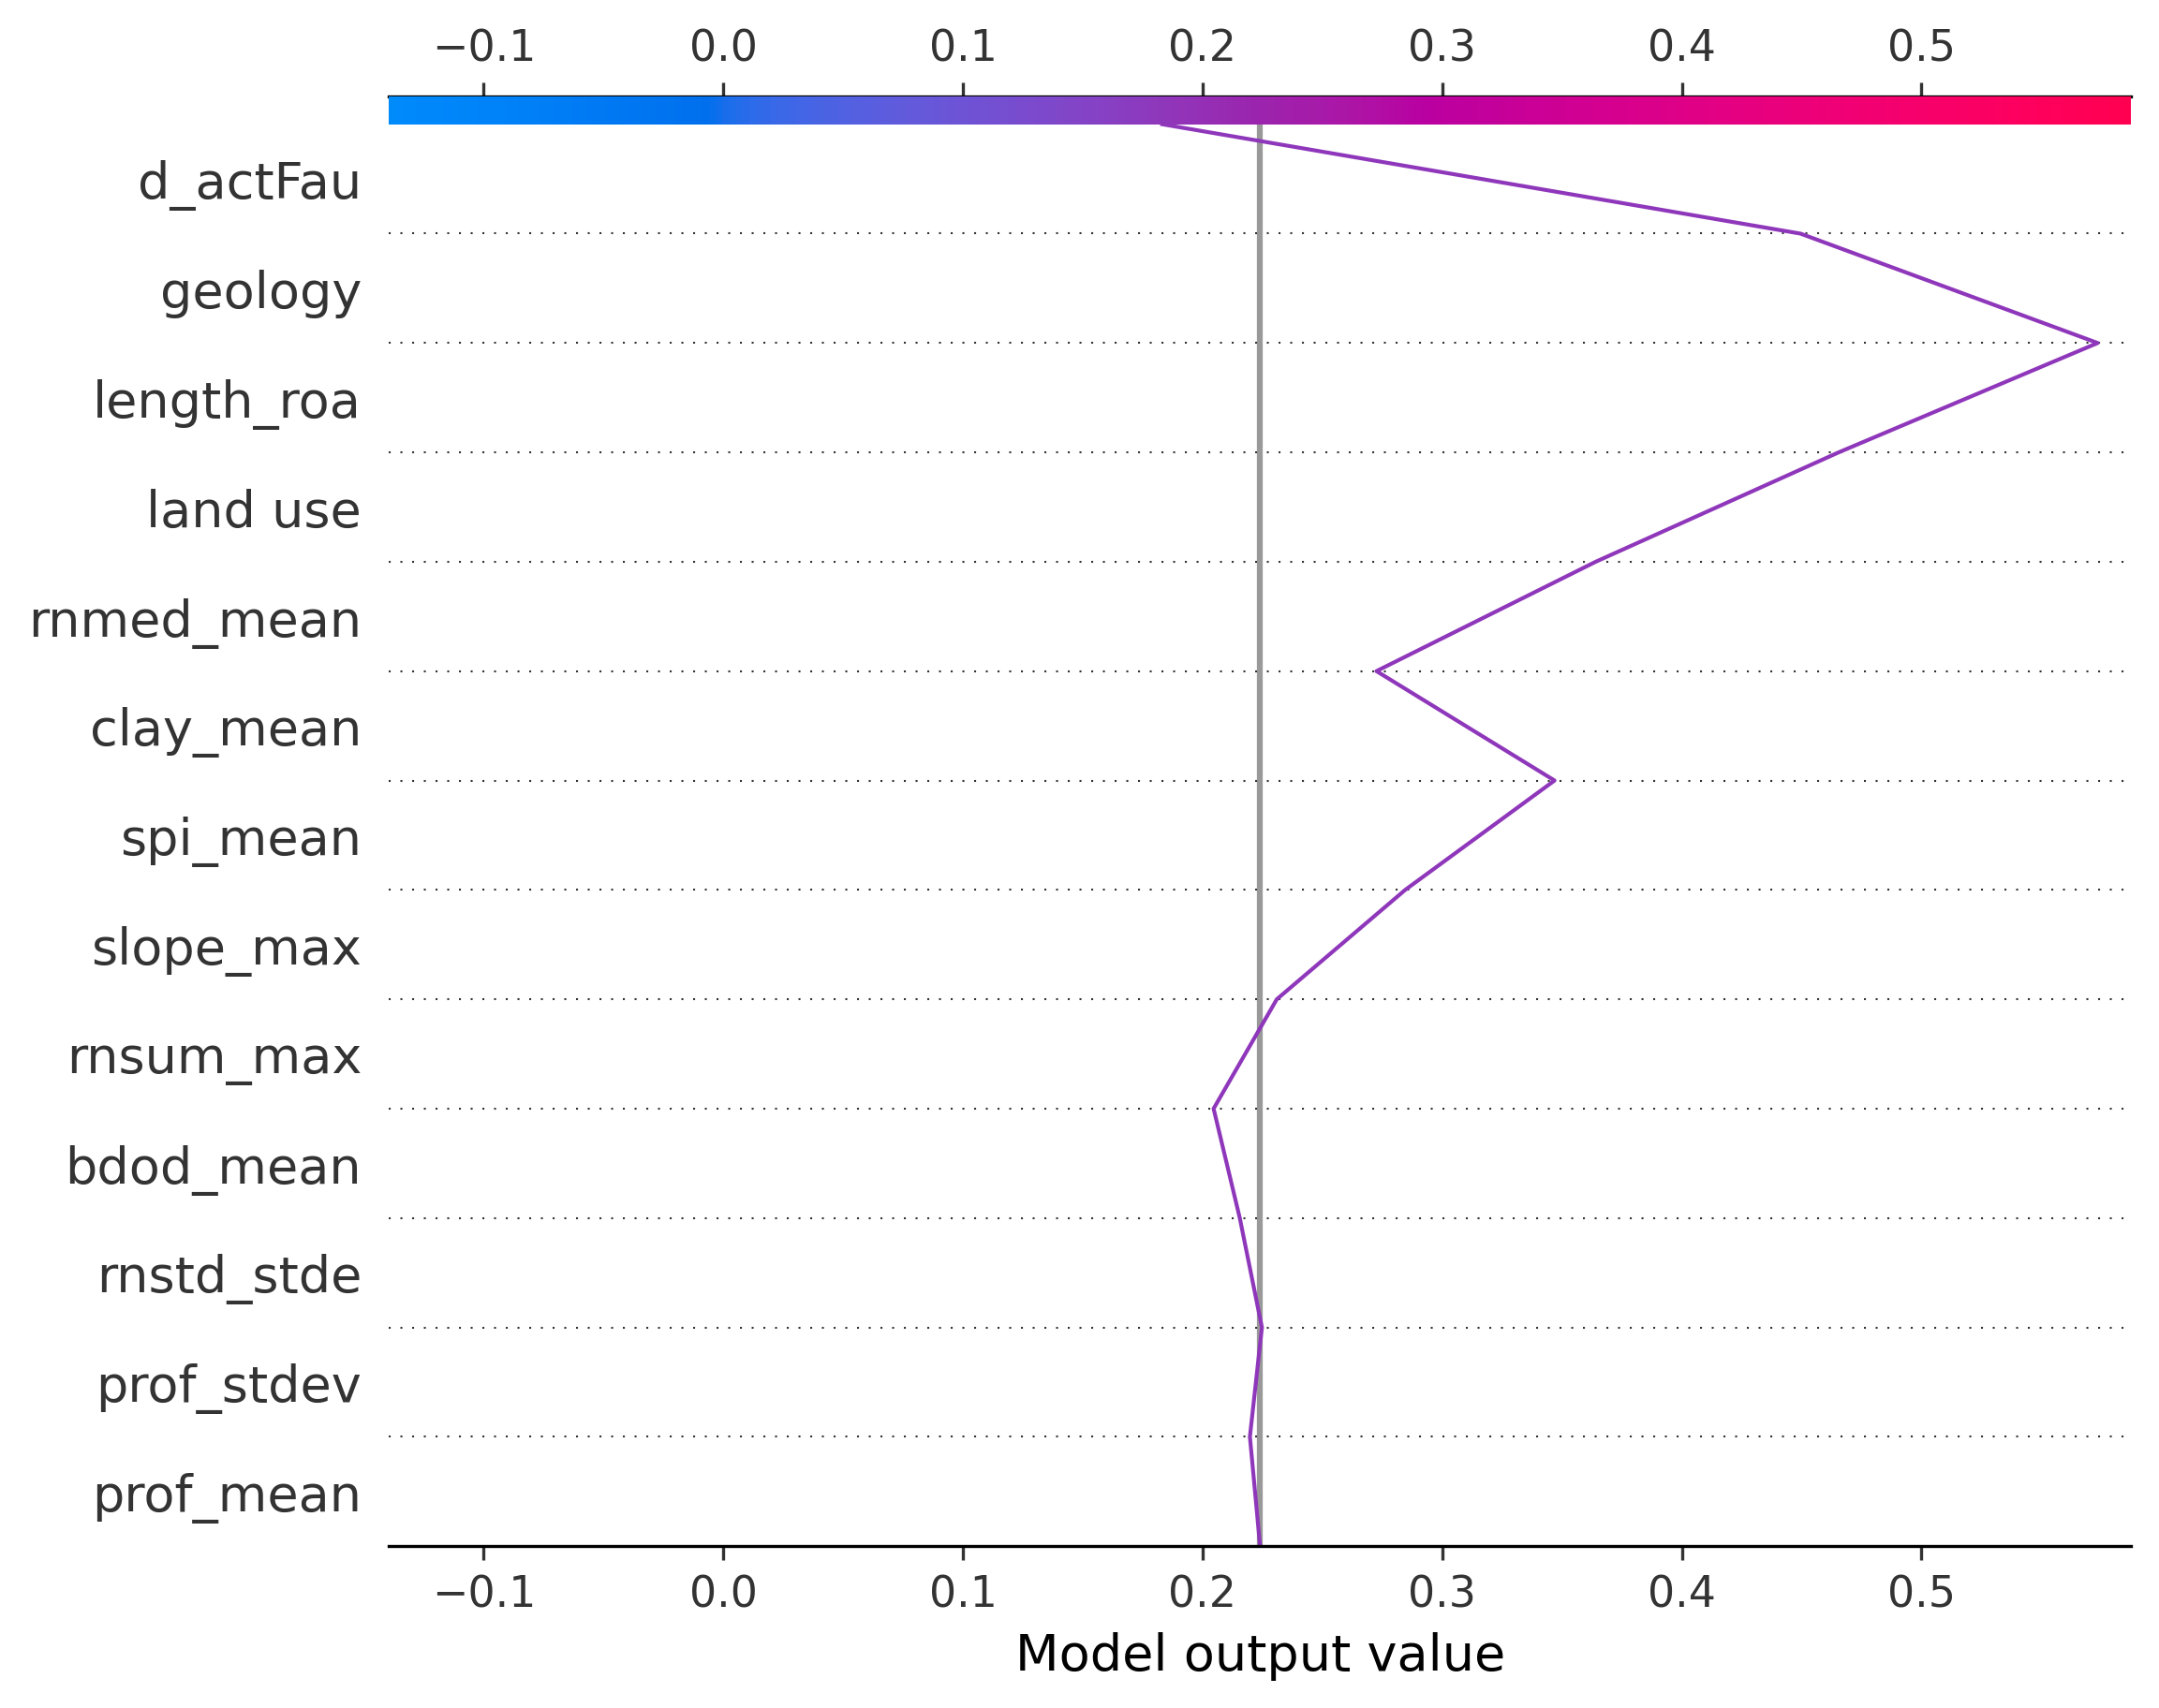 −0.1 0.0 0.1 0.2 0.3 0.4 0.5
d_actFau
geology
length_roa
land use
rnmed_mean
clay_mean
spi_mean
slope_max
rnsum_max
bdod_mean
rnstd_stde
prof_stdev
prof_mean
−0.1 0.0 0.1 0.2 0.3 0.4 0.5
Model output value